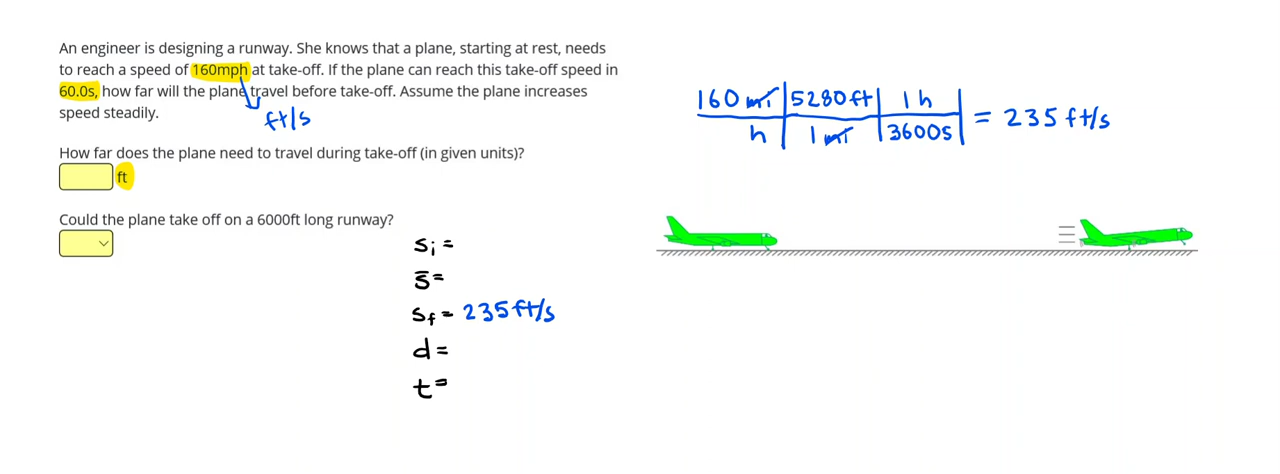 An engineer is designing a runway. She knows that a plane, starting at rest, needs
to reach a speed of 160mph at take-off. If the plane can reach this take-off speed in
60.0s, how far will the plane travel before take-off. Assume the plane increases
speed steadily.
ft/s
How far does the plane need to travel during take-off (in given units)?
ft
Could the plane take off on a 6000ft long runway?
sᵢ =
s̄ =
s_f = 235 ft/s
d =
t =
160 mi | 5280 ft | 1 h
h | 1 mi | 3600 s = 235 ft/s